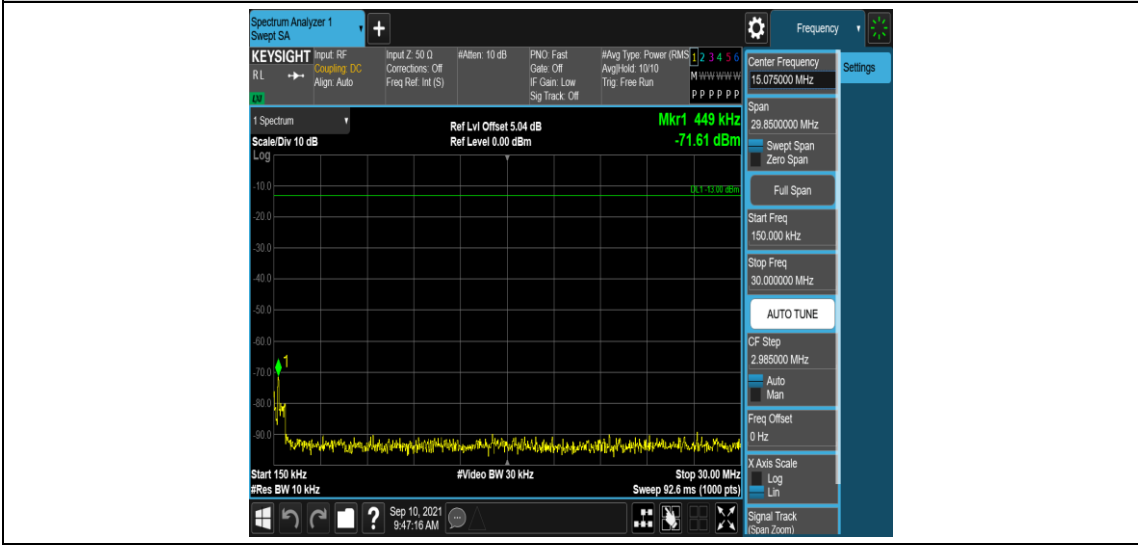 Spectrum Analyzer 1
Swept SA
+
Frequency
KEYSIGHT
RL
LXI
Input: RF
Coupling: DC
Align: Auto
Input Z: 50 Ω
Corrections: Off
Freq Ref: Int (S)
#Atten: 10 dB
PNO: Fast
Gate: Off
IF Gain: Low
Sig Track: Off
#Avg Type: Power (RMS
Avg|Hold: 10/10
Trig: Free Run
1 2 3 4 5 6
M W W W W W
P P P P P P
1 Spectrum
Scale/Div 10 dB
Ref Lvl Offset 5.04 dB
Ref Level 0.00 dBm
Mkr1 449 kHz
-71.61 dBm
Log
DL1 -13.00 dBm
-10.0
-20.0
-30.0
-40.0
-50.0
-60.0
1
-70.0
-80.0
-90.0
Start 150 kHz
#Res BW 10 kHz
#Video BW 30 kHz
Stop 30.00 MHz
Sweep 92.6 ms (1000 pts)
Center Frequency
15.075000 MHz
Span
29.8500000 MHz
Swept Span
Zero Span
Full Span
Start Freq
150.000 kHz
Stop Freq
30.000000 MHz
AUTO TUNE
CF Step
2.985000 MHz
Auto
Man
Freq Offset
0 Hz
X Axis Scale
Log
Lin
Signal Track
(Span Zoom)
Settings
?
Sep 10, 2021
9:47:16 AM